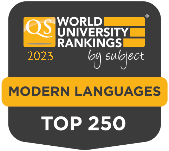 QS WORLD
UNIVERSITY
RANKINGS
2023 by subject
MODERN LANGUAGES
TOP 250